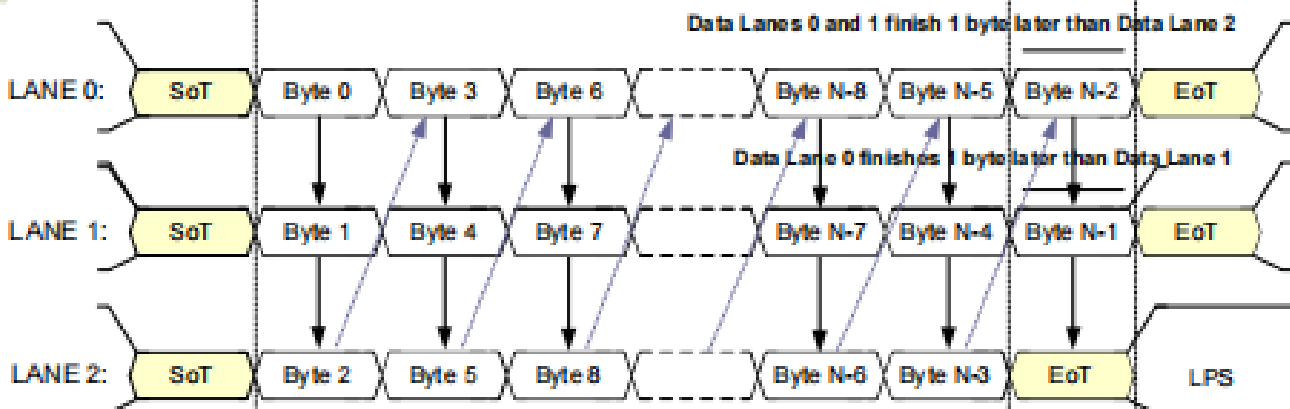 Data Lanes 0 and 1 finish 1 byte later than Data Lane 2
LANE 0: SoT Byte 0 Byte 3 Byte 6 Byte N-8 Byte N-5 Byte N-2 EoT
Data Lane 0 finishes 1 byte later than Data Lane 1
LANE 1: SoT Byte 1 Byte 4 Byte 7 Byte N-7 Byte N-4 Byte N-1 EoT
LANE 2: SoT Byte 2 Byte 5 Byte 8 Byte N-6 Byte N-3 EoT LPS